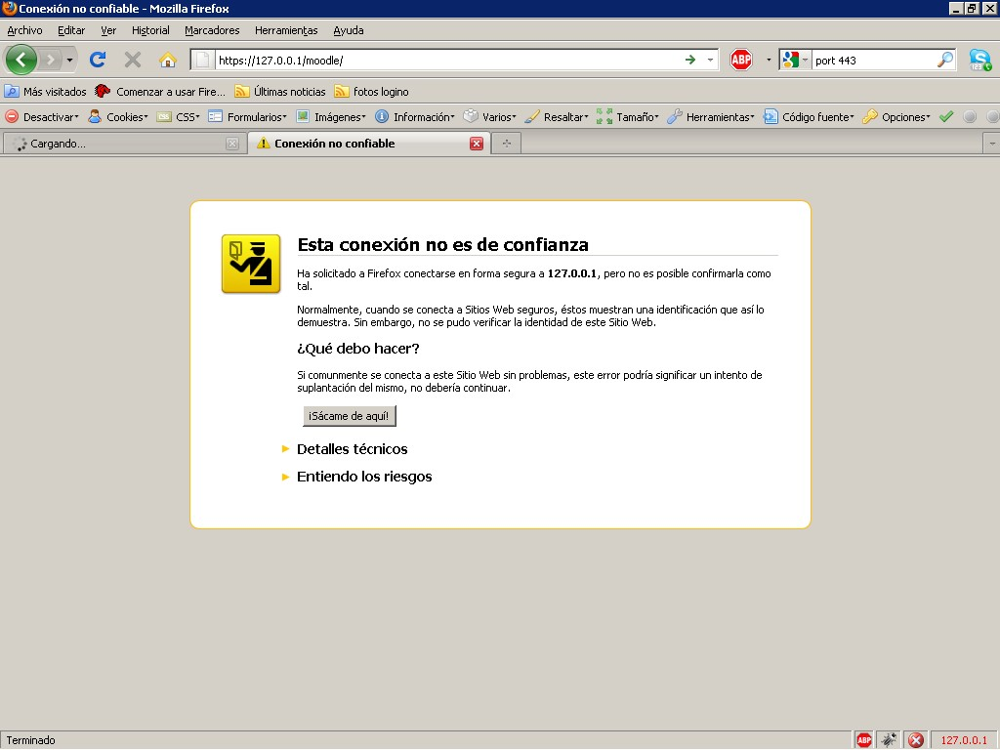 Conexión no confiable - Mozilla Firefox
Archivo Editar Ver Historial Marcadores Herramientas Ayuda
https://127.0.0.1/moodle/ ABP port 443
Más visitados Comenzar a usar Fire... Últimas noticias fotos logino
Desactivar Cookies CSS Formularios Imágenes Información Varios Resaltar Tamaño Herramientas Código fuente Opciones
Cargando... Conexión no confiable
Esta conexión no es de confianza
Ha solicitado a Firefox conectarse en forma segura a 127.0.0.1, pero no es posible confirmarla como
tal.
Normalmente, cuando se conecta a Sitios Web seguros, éstos muestran una identificación que así lo
demuestra. Sin embargo, no se pudo verificar la identidad de este Sitio Web.
¿Qué debo hacer?
Si comunmente se conecta a este Sitio Web sin problemas, este error podría significar un intento de
suplantación del mismo, no debería continuar.
¡Sácame de aquí!
Detalles técnicos
Entiendo los riesgos
Terminado ABP 127.0.0.1